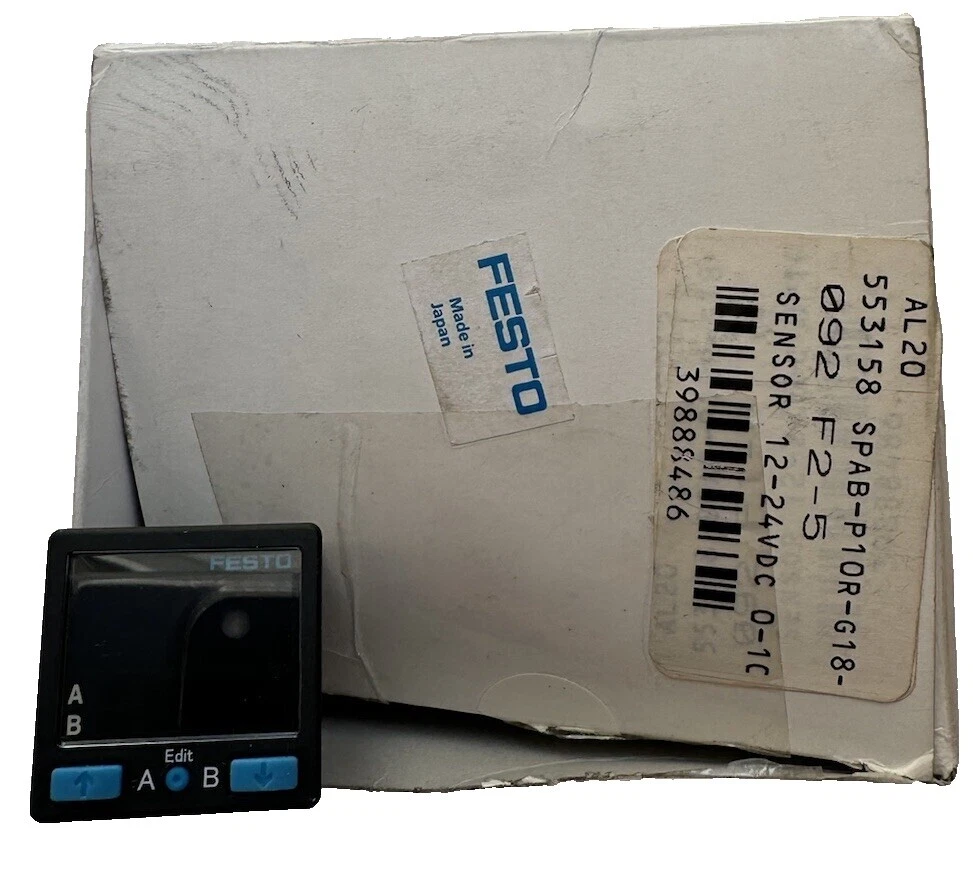 FESTO
Made in
Japan
AL20
553158 SPAB-P10R-G18-
092 F2-5
SENSOR 12-24VDC 0-1C
39888486
FESTO
A
B
Edit
A B